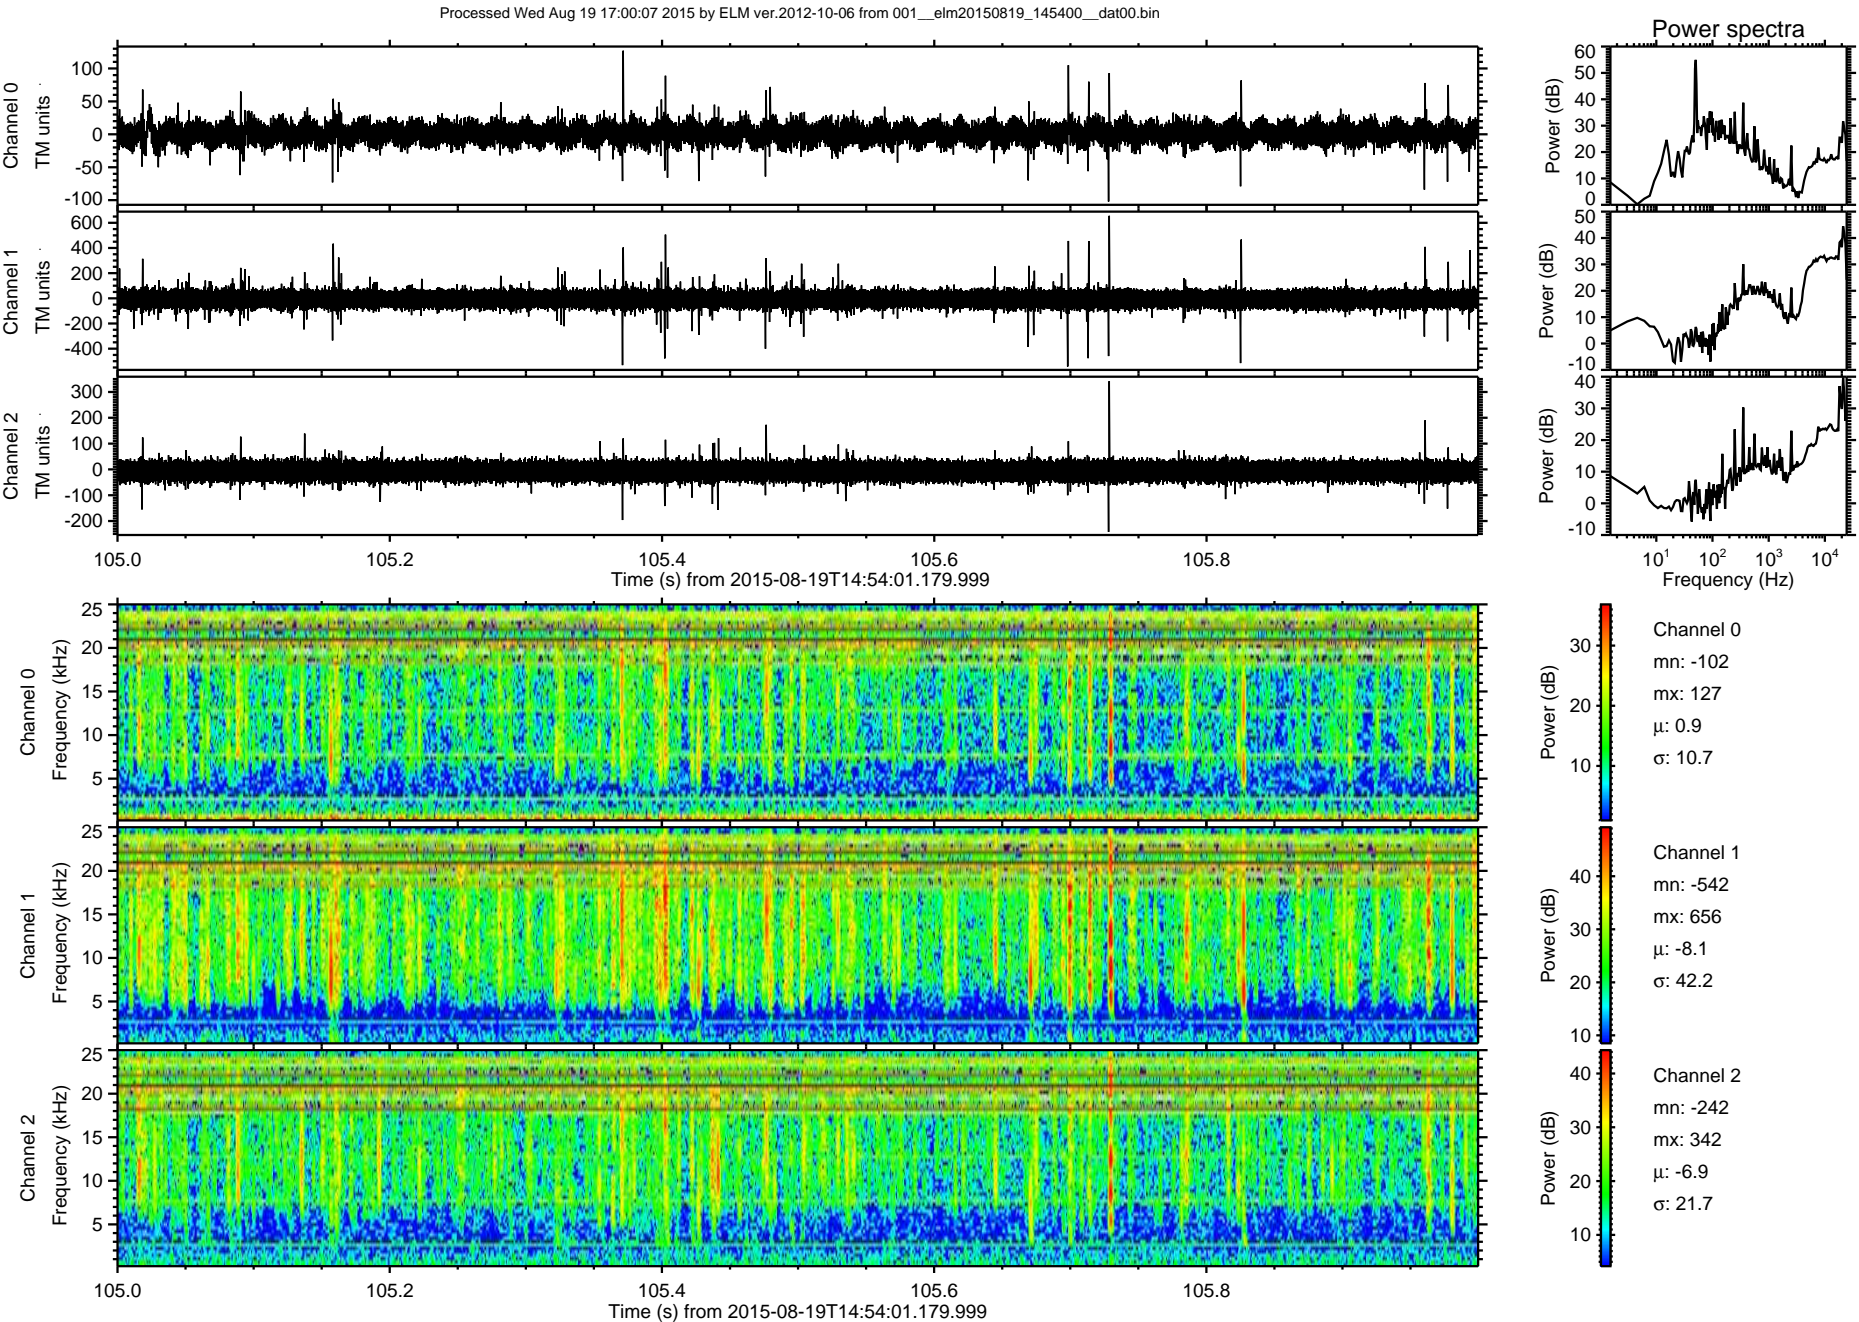 Processed Wed Aug 19 17:00:07 2015 by ELM ver.2012-10-06 from 001__elm20150819_145400__dat00.bin
Power spectra
Channel 0
TM units
100
50
0
-50
-100
Power (dB)
60
50
40
30
20
10
0
Channel 1
TM units
600
400
200
0
-200
-400
Power (dB)
50
40
30
20
10
0
-10
Channel 2
TM units
300
200
100
0
-100
-200
Power (dB)
40
30
20
10
0
-10
105.0 105.2 105.4 105.6 105.8
Time (s) from 2015-08-19T14:54:01.179.999
10^1 10^2 10^3 10^4
Frequency (Hz)
Channel 0
Frequency (kHz)
25
20
15
10
5
Power (dB)
30
20
10
Channel 0
mn: -102
mx: 127
μ: 0.9
σ: 10.7
Channel 1
Frequency (kHz)
25
20
15
10
5
Power (dB)
40
30
20
10
Channel 1
mn: -542
mx: 656
μ: -8.1
σ: 42.2
Channel 2
Frequency (kHz)
25
20
15
10
5
Power (dB)
40
30
20
10
Channel 2
mn: -242
mx: 342
μ: -6.9
σ: 21.7
105.0 105.2 105.4 105.6 105.8
Time (s) from 2015-08-19T14:54:01.179.999